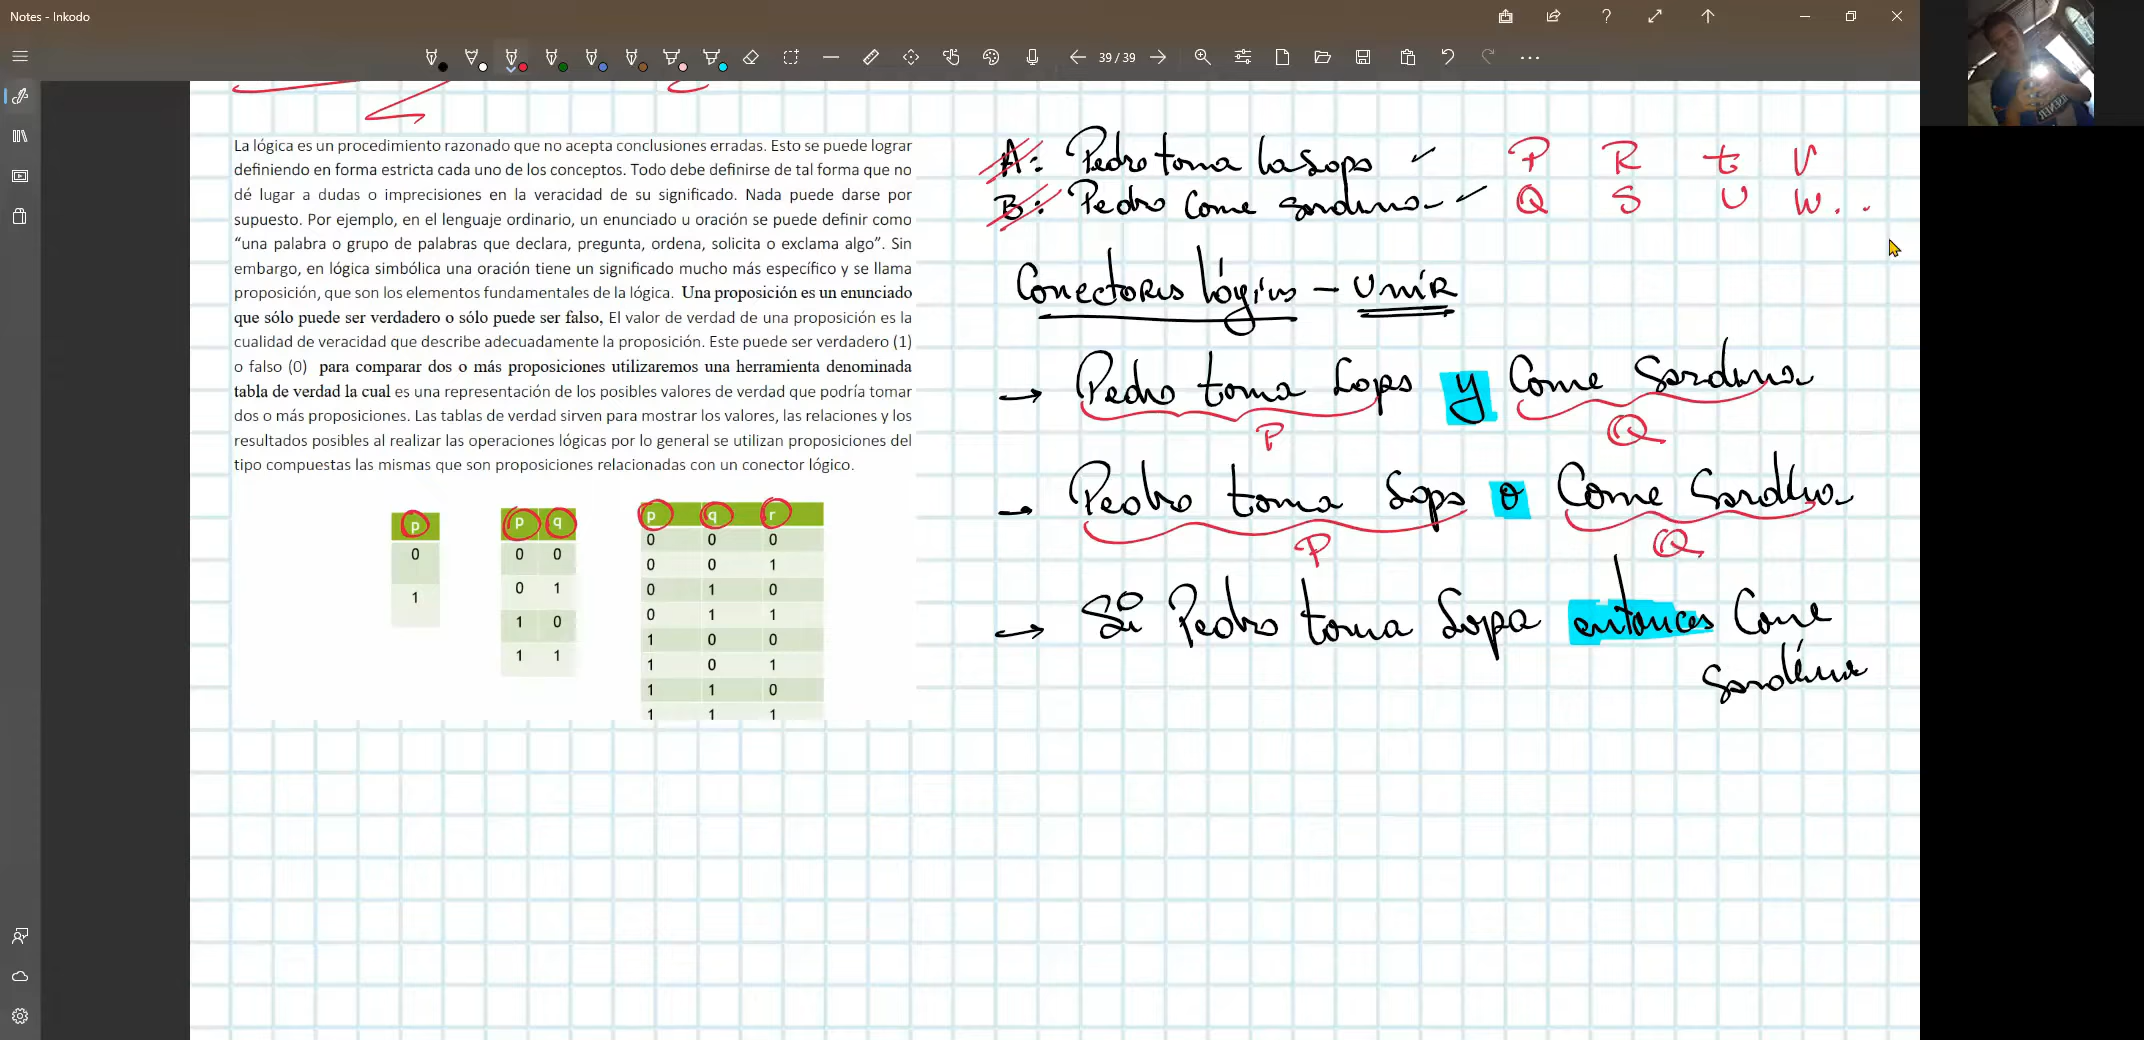 Notes - Inkodo
39 / 39
La lógica es un procedimiento razonado que no acepta conclusiones erradas. Esto se puede lograr
definiendo en forma estricta cada uno de los conceptos. Todo debe definirse de tal forma que no
dé lugar a dudas o imprecisiones en la veracidad de su significado. Nada puede darse por
supuesto. Por ejemplo, en el lenguaje ordinario, un enunciado u oración se puede definir como
“una palabra o grupo de palabras que declara, pregunta, ordena, solicita o exclama algo”. Sin
embargo, en lógica simbólica una oración tiene un significado mucho más específico y se llama
proposición, que son los elementos fundamentales de la lógica. Una proposición es un enunciado
que sólo puede ser verdadero o sólo puede ser falso, El valor de verdad de una proposición es la
cualidad de veracidad que describe adecuadamente la proposición. Este puede ser verdadero (1)
o falso (0) para comparar dos o más proposiciones utilizaremos una herramienta denominada
tabla de verdad la cual es una representación de los posibles valores de verdad que podría tomar
dos o más proposiciones. Las tablas de verdad sirven para mostrar los valores, las relaciones y los
resultados posibles al realizar las operaciones lógicas por lo general se utilizan proposiciones del
tipo compuestas las mismas que son proposiciones relacionadas con un conector lógico.
p
0
1
p q
0 0
0 1
1 0
1 1
p q r
0 0 0
0 0 1
0 1 0
0 1 1
1 0 0
1 0 1
1 1 0
1 1 1
A: Pedro toma la sopa P R t V
B: Pedro Come sardina Q S U W . .
Conectores lógicos - UNIR
→ Pedro toma Sopa y Come Sardina
P Q
→ Pedro toma Sopa o Come Sardina
P Q
→ Si Pedro toma Sopa entonces Come
sardina